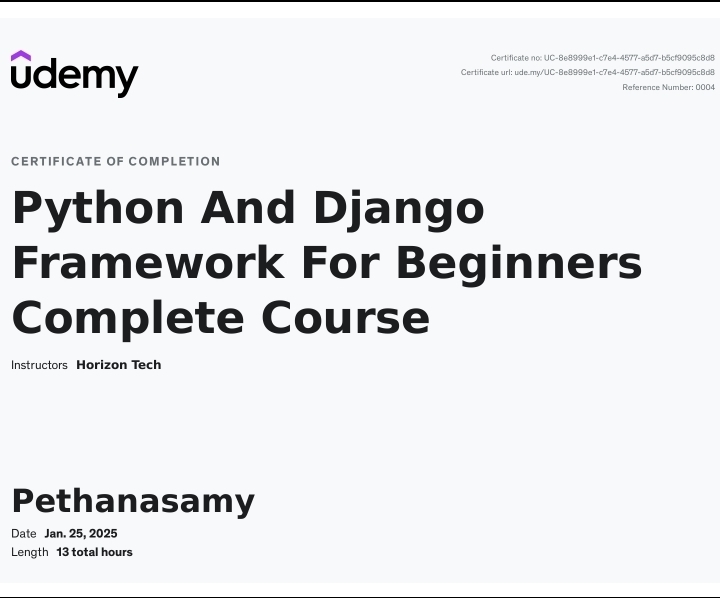 udemy
Certificate no: UC-8e8999e1-c7e4-4577-a5d7-b5cf9095c8d8
Certificate url: ude.my/UC-8e8999e1-c7e4-4577-a5d7-b5cf9095c8d8
Reference Number: 0004
CERTIFICATE OF COMPLETION
Python And Django
Framework For Beginners
Complete Course
Instructors Horizon Tech
Pethanasamy
Date Jan. 25, 2025
Length 13 total hours